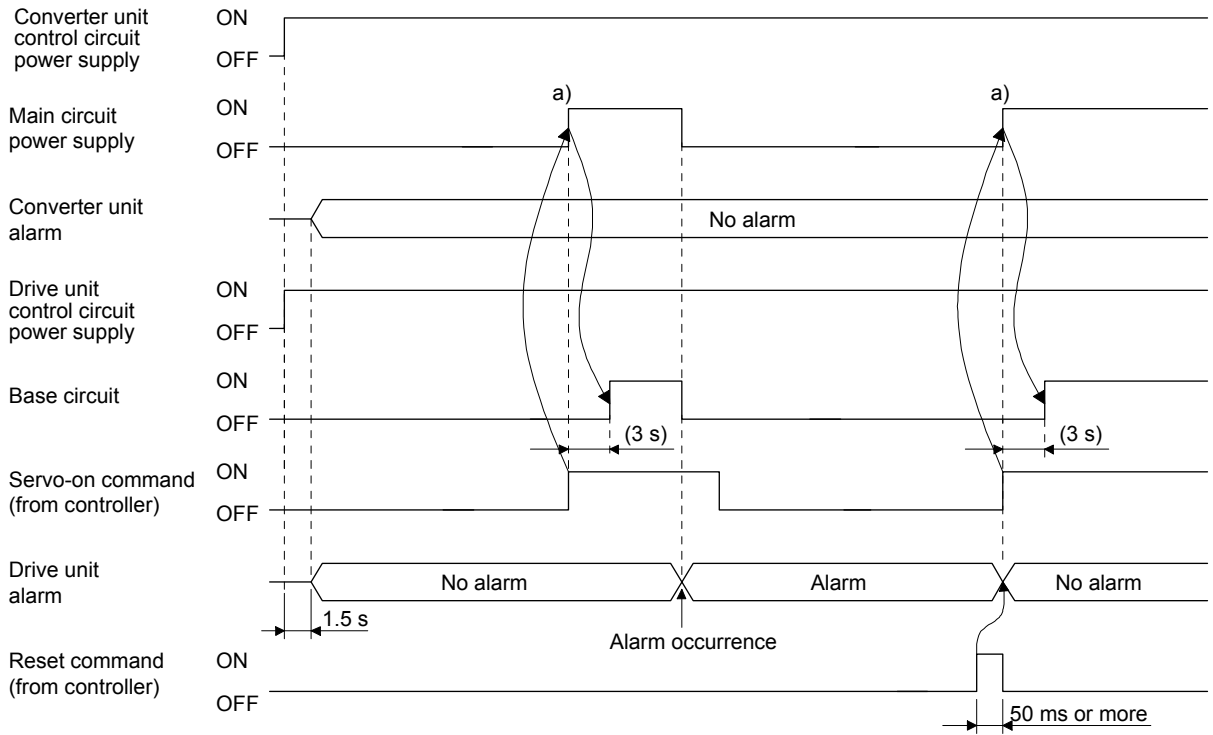 Converter unit
control circuit
power supply
ON
OFF
Main circuit
power supply
ON
OFF
a)
a)
Converter unit
alarm
No alarm
Drive unit
control circuit
power supply
ON
OFF
Base circuit
ON
OFF
(3 s)
(3 s)
Servo-on command
(from controller)
ON
OFF
Drive unit
alarm
No alarm
Alarm
No alarm
1.5 s
Alarm occurrence
Reset command
(from controller)
ON
OFF
50 ms or more